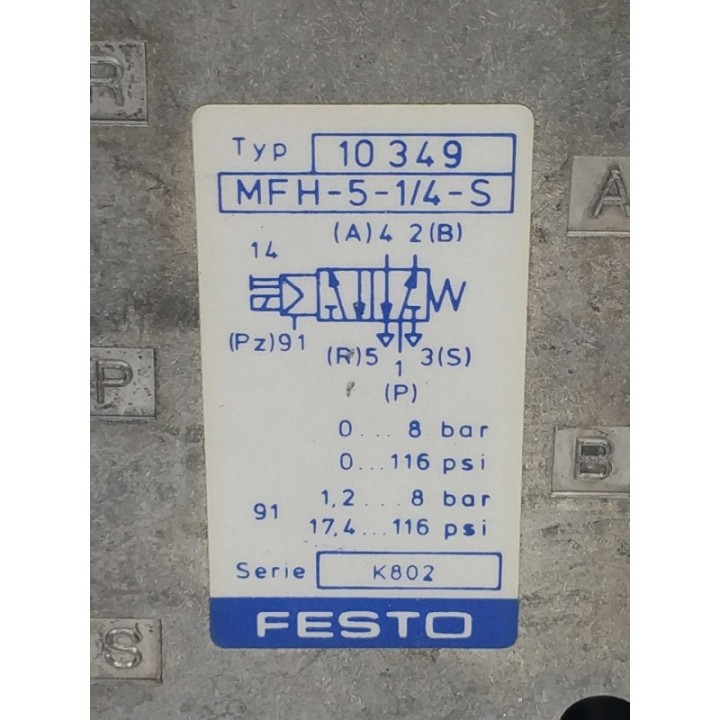 R
Typ 10 349
MFH-5-1/4-S
A
(A) 4 2 (B)
14
(Pz) 91
(R) 5 1 3 (S)
(P)
P
0...8 bar
0...116 psi
B
91 1,2...8 bar
17,4...116 psi
Serie K802
FESTO
S